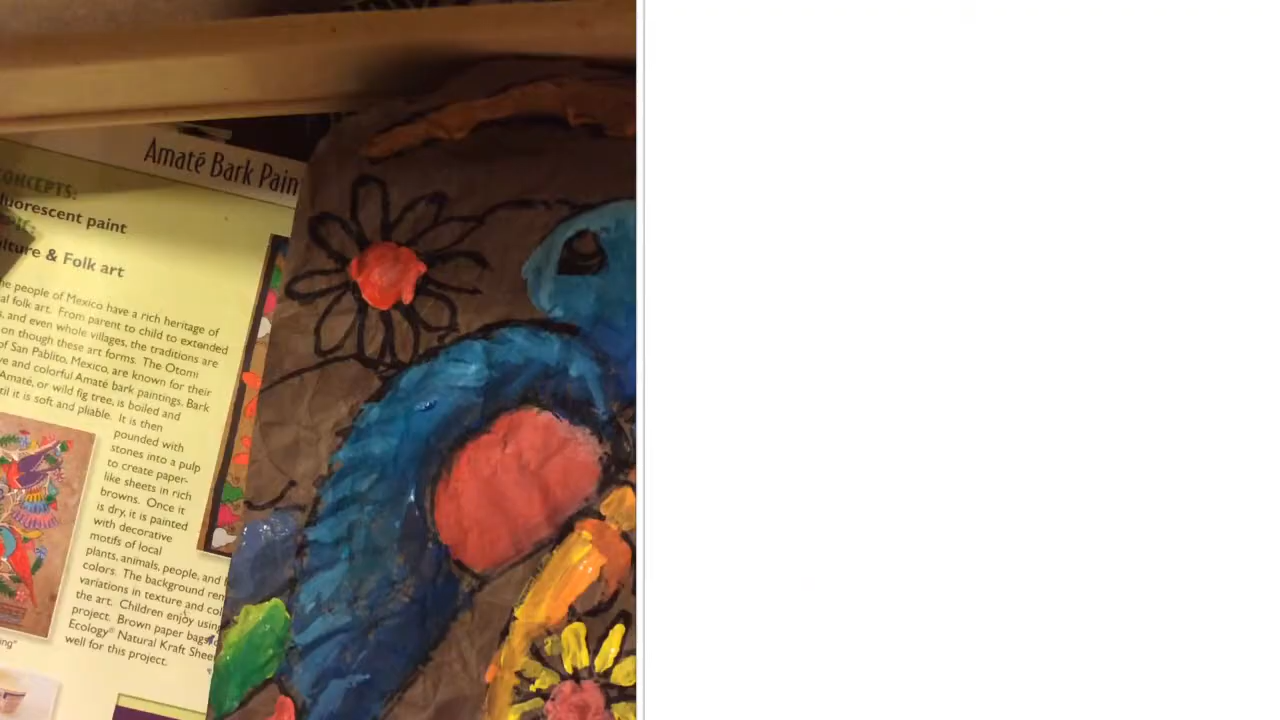 Amaté Bark Pain
CONCEPTS:
luorescent paint
lture & Folk art
he people of Mexico have a rich heritage of
al folk art. From parent to child to extended
, and even whole villages, the traditions are
on though these art forms. The Otomi
of San Pablito, Mexico, are known for their
ve and colorful Amaté bark paintings. Bark
Amaté, or wild fig tree, is boiled and
til it is soft and pliable. It is then
pounded with
stones into a pulp
to create paper-
like sheets in rich
browns. Once it
is dry, it is painted
with decorative
motifs of local
plants, animals, people, and
colors. The background rem
variations in texture and col
the art. Children enjoy using
project. Brown paper bags
Ecology® Natural Kraft Shee
well for this project.
ing"